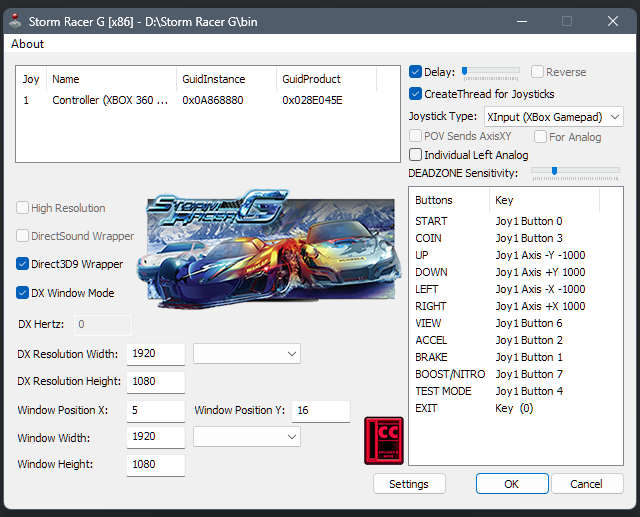 Storm Racer G [x86] - D:\Storm Racer G\bin
About
Joy Name GuidInstance GuidProduct
1 Controller (XBOX 360 ... 0x0A868880 0x028E045E
Delay: Reverse
CreateThread for Joysticks
Joystick Type: XInput (XBox Gamepad)
POV Sends AxisXY For Analog
Individual Left Analog
DEADZONE Sensitivity:
High Resolution
DirectSound Wrapper
Direct3D9 Wrapper
DX Window Mode
DX Hertz: 0
DX Resolution Width: 1920
DX Resolution Height: 1080
Window Position X: 5 Window Position Y: 16
Window Width: 1920
Window Height: 1080
STORM
RACER G
Buttons Key
START Joy1 Button 0
COIN Joy1 Button 3
UP Joy1 Axis -Y -1000
DOWN Joy1 Axis +Y 1000
LEFT Joy1 Axis -X -1000
RIGHT Joy1 Axis +X 1000
VIEW Joy1 Button 6
ACCEL Joy1 Button 2
BRAKE Joy1 Button 1
BOOST/NITRO Joy1 Button 7
TEST MODE Joy1 Button 4
EXIT Key (0)
CC
Settings OK Cancel